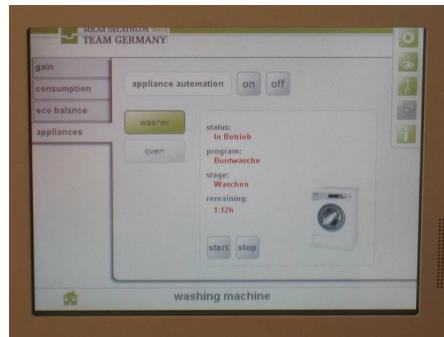 SOLAR DECATHLON 2009
TEAM GERMANY
gain
consumption
eco balance
appliances
appliance automation on off
washer
oven
status:
In Betrieb
program:
Buntwäsche
stage:
Waschen
remaining:
1:12h
start stop
washing machine